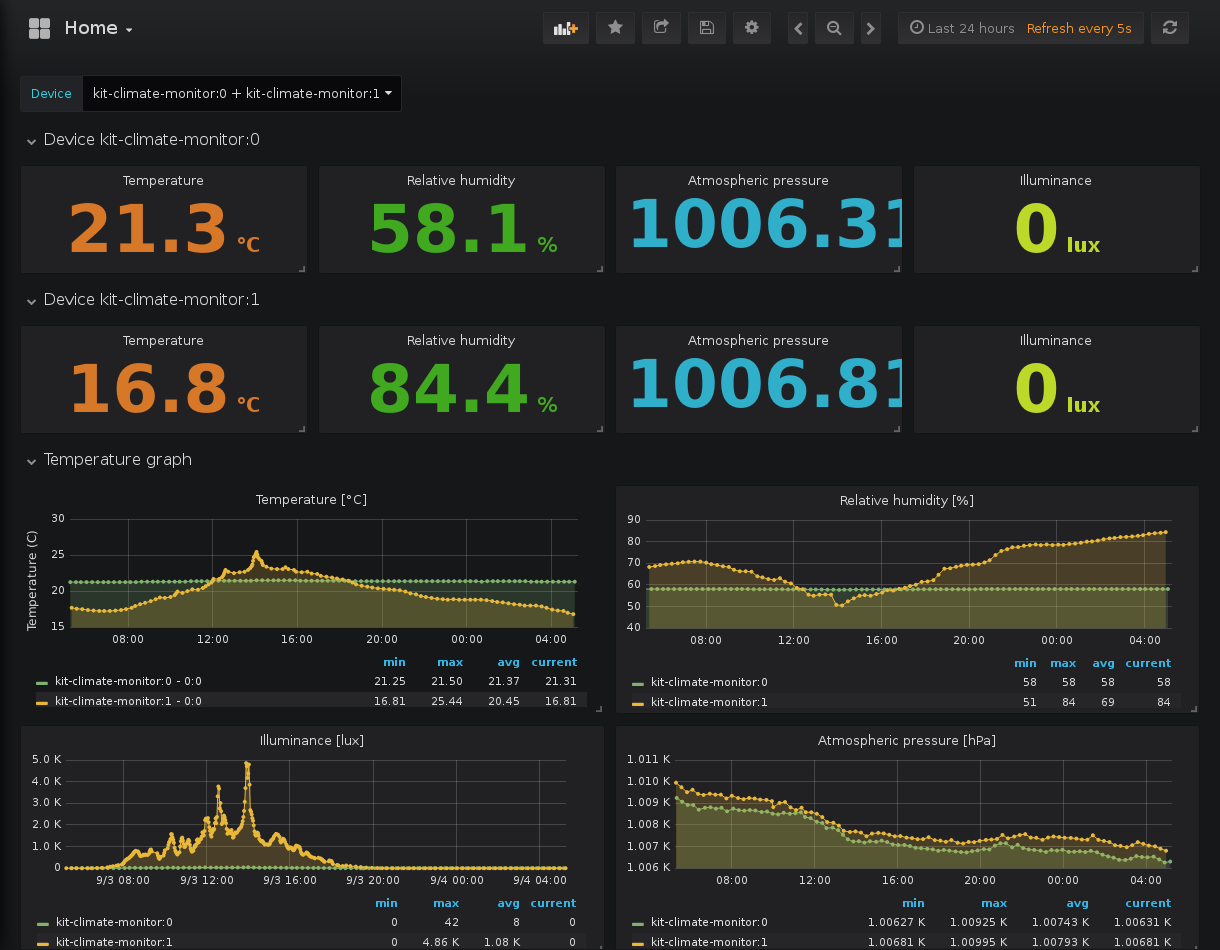 Home
Last 24 hours Refresh every 5s
Device kit-climate-monitor:0 + kit-climate-monitor:1
Device kit-climate-monitor:0
Temperature Relative humidity Atmospheric pressure Illuminance
21.3 °C 58.1 % 1006.31 0 lux
Device kit-climate-monitor:1
Temperature Relative humidity Atmospheric pressure Illuminance
16.8 °C 84.4 % 1006.81 0 lux
Temperature graph
Temperature [°C]
Temperature (C)
30
25
20
15
08:00 12:00 16:00 20:00 00:00 04:00
min max avg current
kit-climate-monitor:0 - 0:0 21.25 21.50 21.37 21.31
kit-climate-monitor:1 - 0:0 16.81 25.44 20.45 16.81
Relative humidity [%]
90
80
70
60
50
40
08:00 12:00 16:00 20:00 00:00 04:00
min max avg current
kit-climate-monitor:0 58 58 58 58
kit-climate-monitor:1 51 84 69 84
Illuminance [lux]
5.0 K
4.0 K
3.0 K
2.0 K
1.0 K
0
9/3 08:00 9/3 12:00 9/3 16:00 9/3 20:00 9/4 00:00 9/4 04:00
min max avg current
kit-climate-monitor:0 0 42 8 0
kit-climate-monitor:1 0 4.86 K 1.08 K 0
Atmospheric pressure [hPa]
1.011 K
1.010 K
1.009 K
1.008 K
1.007 K
1.006 K
08:00 12:00 16:00 20:00 00:00 04:00
min max avg current
kit-climate-monitor:0 1.00627 K 1.00925 K 1.00743 K 1.00631 K
kit-climate-monitor:1 1.00681 K 1.00995 K 1.00793 K 1.00681 K